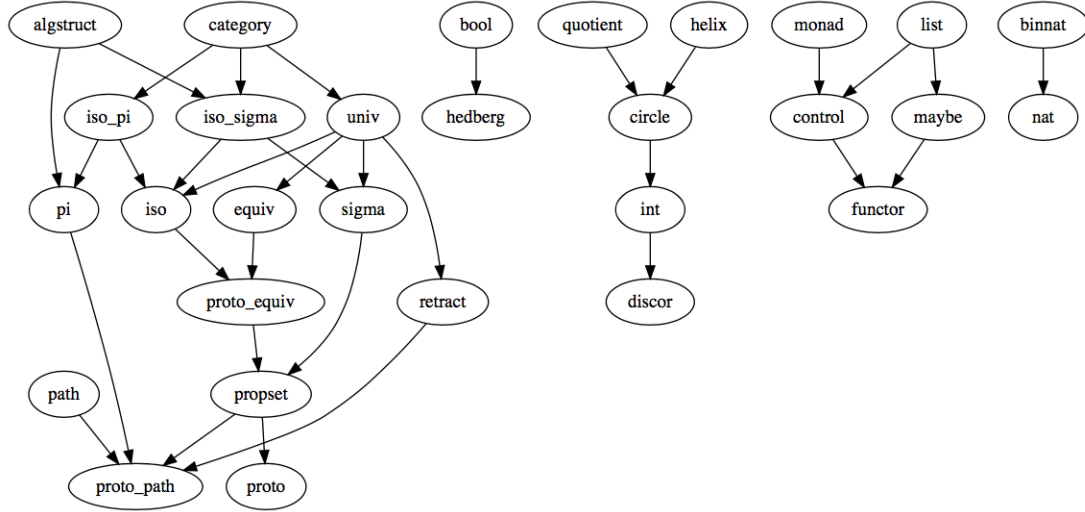 algstruct
category
bool
quotient
helix
monad
list
binnat
iso_pi
iso_sigma
univ
hedberg
circle
control
maybe
nat
pi
iso
equiv
sigma
int
functor
proto_equiv
retract
discor
path
propset
proto_path
proto